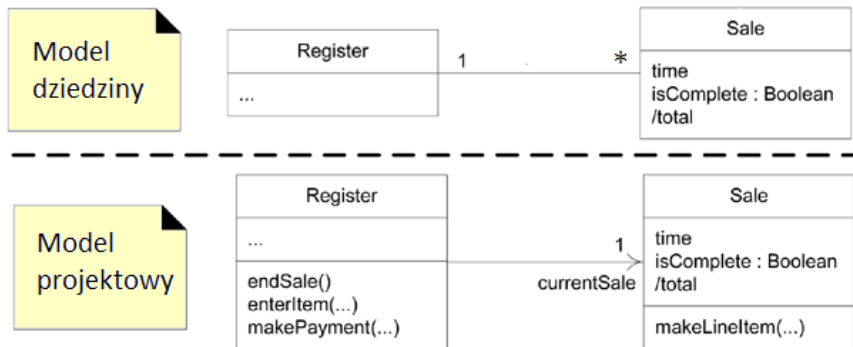 Model
dziedziny
Register
...
1
*
Sale
time
isComplete : Boolean
/total
Model
projektowy
Register
...
endSale()
enterItem(...)
makePayment(...)
1
currentSale
Sale
time
isComplete : Boolean
/total
makeLineItem(...)